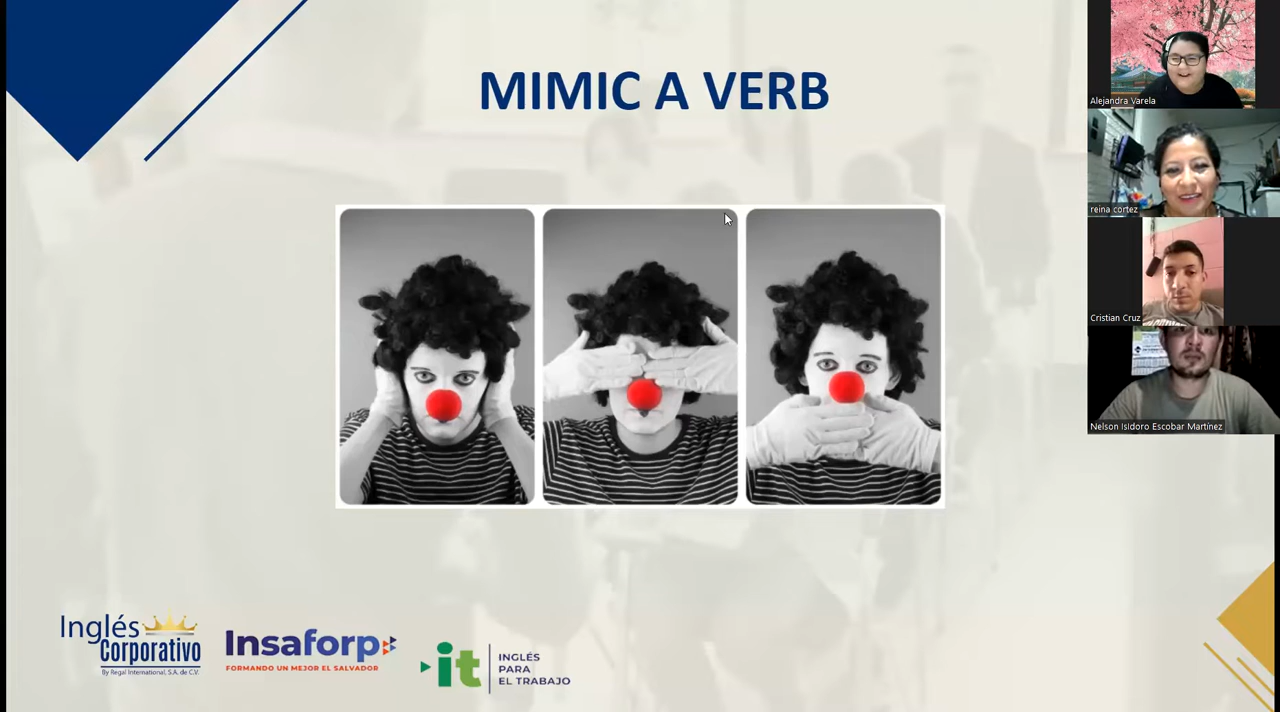 MIMIC A VERB
Alejandra Varela
reina cortez
Cristian Cruz
Nelson Isidoro Escobar Martínez
Inglés
Corporativo
By Regal International, S.A. de C.V.
Insaforp
FORMANDO UN MEJOR EL SALVADOR
it
INGLÉS
PARA
EL TRABAJO